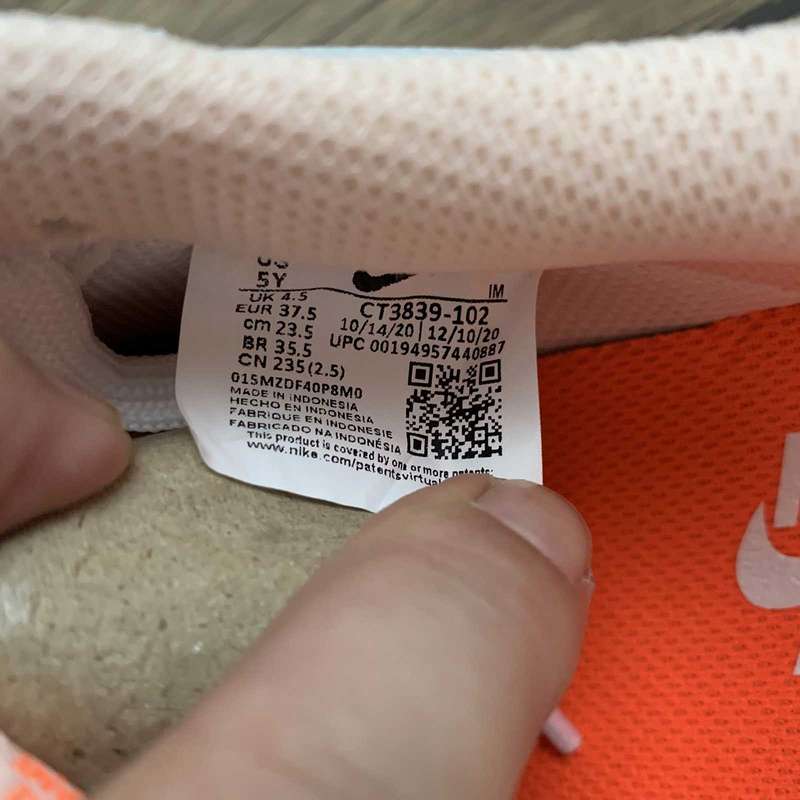 US
5Y
UK 4.5
EUR 37.5
cm 23.5
BR 35.5
CN 235(2.5)
IM
CT3839-102
10/14/20 | 12/10/20
UPC 00194957440887
015MZDF40P8M0
MADE IN INDONESIA
HECHO EN INDONESIA
FABRIQUE EN INDONESIE
FABRICADO NA INDONÉSIA
This product is covered by one or more patents:
www.nike.com/patentsvirtual